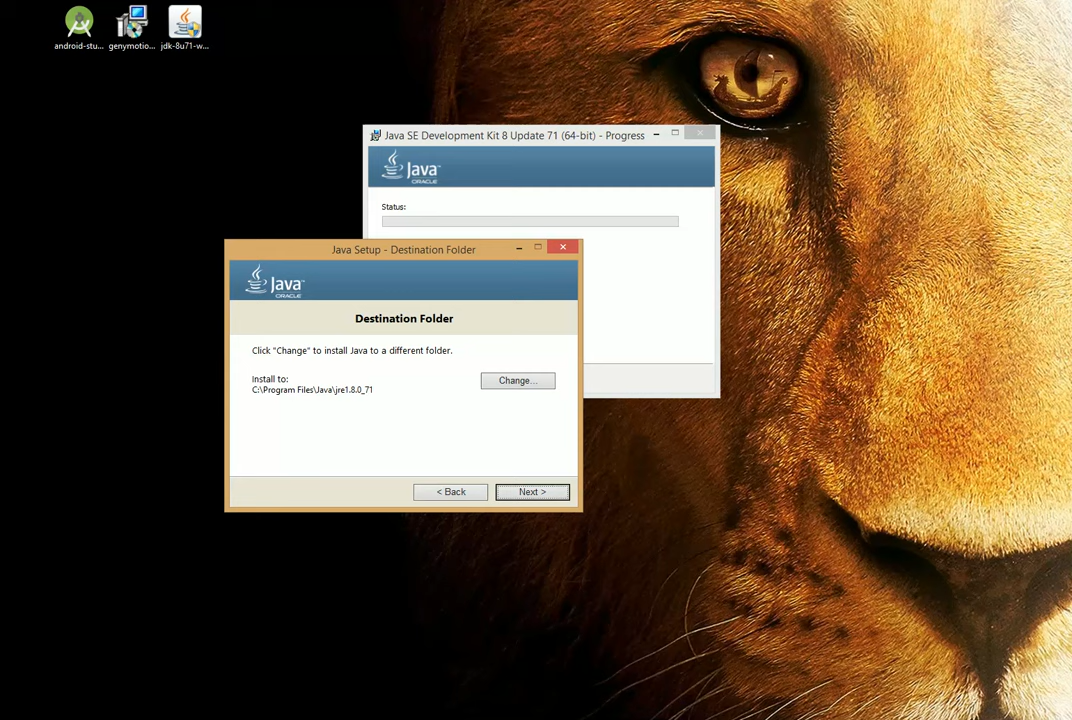 android-stu...
genymotio...
jdk-8u71-w...
Java SE Development Kit 8 Update 71 (64-bit) - Progress
Java™
ORACLE
Status:
Java Setup - Destination Folder
Java™
ORACLE
Destination Folder
Click "Change" to install Java to a different folder.
Install to:
C:\Program Files\Java\jre1.8.0_71
Change...
< Back
Next >